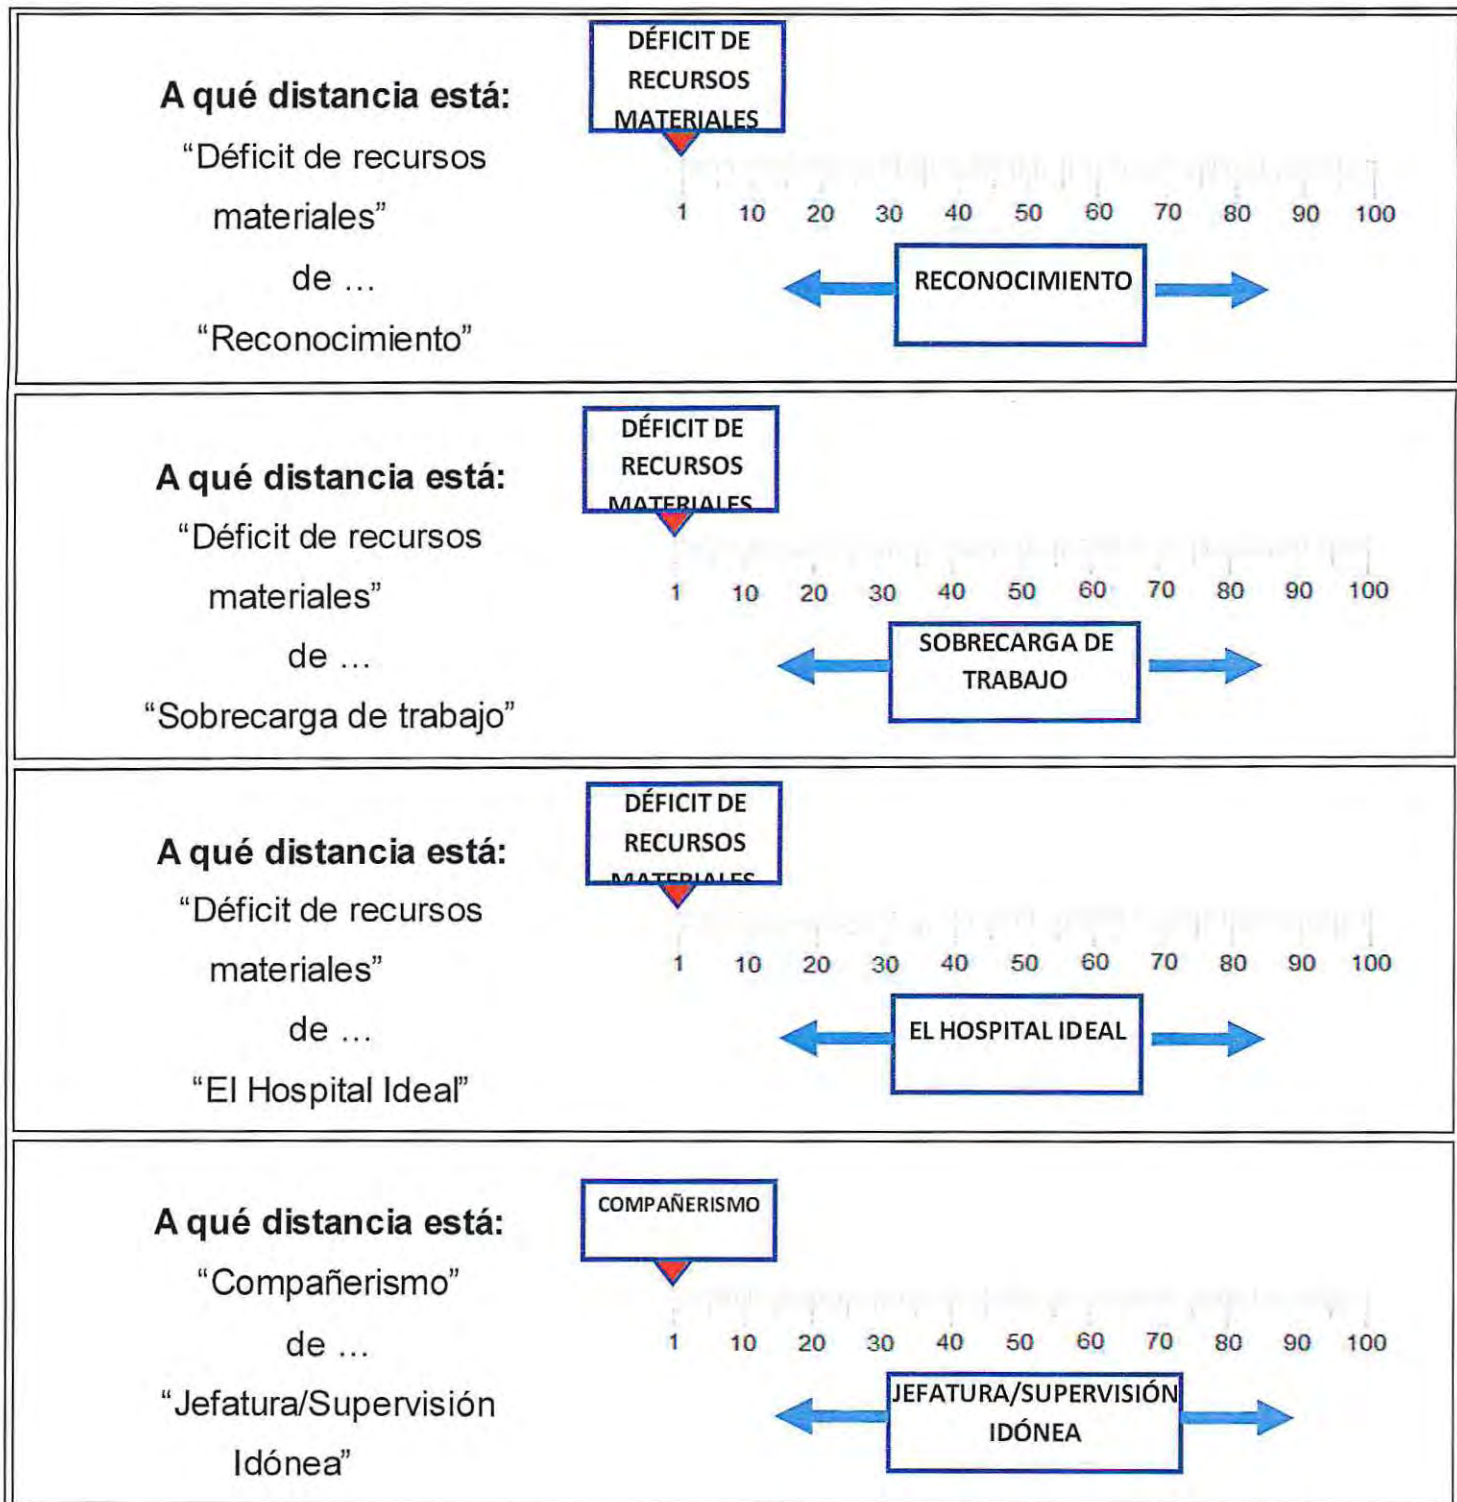 A qué distancia está:
“Déficit de recursos
materiales”
de ...
“Reconocimiento”
DÉFICIT DE
RECURSOS
MATERIALES
1 10 20 30 40 50 60 70 80 90 100
RECONOCIMIENTO
A qué distancia está:
“Déficit de recursos
materiales”
de ...
“Sobrecarga de trabajo”
DÉFICIT DE
RECURSOS
MATERIALES
1 10 20 30 40 50 60 70 80 90 100
SOBRECARGA DE
TRABAJO
A qué distancia está:
“Déficit de recursos
materiales”
de ...
“El Hospital Ideal”
DÉFICIT DE
RECURSOS
MATERIALES
1 10 20 30 40 50 60 70 80 90 100
EL HOSPITAL IDEAL
A qué distancia está:
“Compañerismo”
de ...
“Jefatura/Supervisión
Idónea”
COMPAÑERISMO
1 10 20 30 40 50 60 70 80 90 100
JEFATURA/SUPERVISIÓN
IDÓNEA